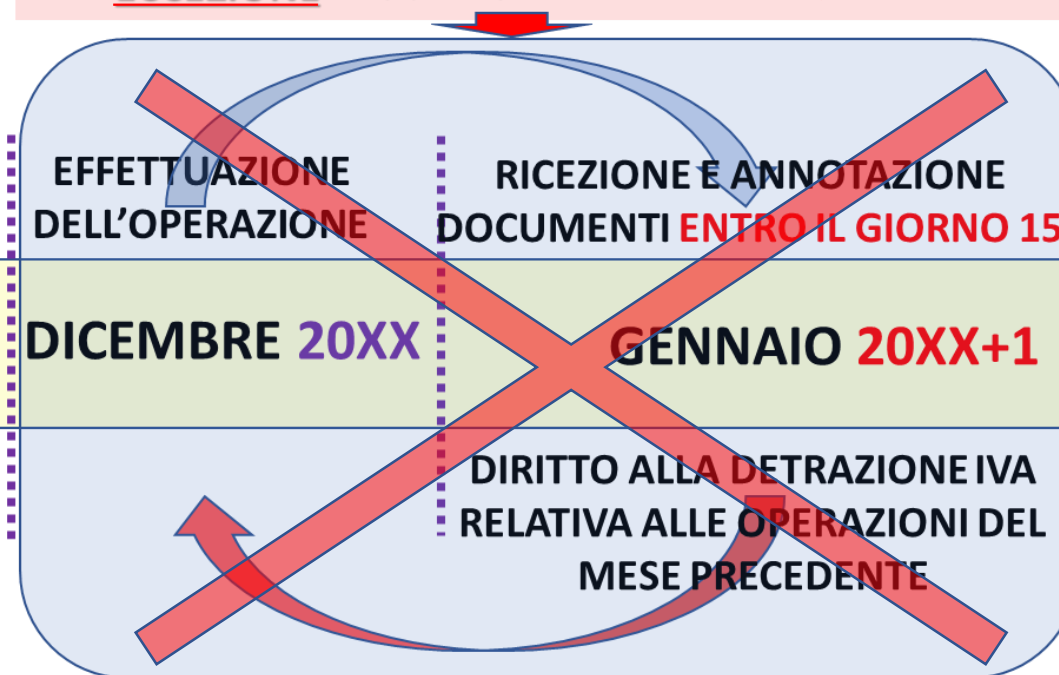 EFFETTUAZIONE
DELL'OPERAZIONE
RICEZIONE E ANNOTAZIONE
DOCUMENTI ENTRO IL GIORNO 15
DICEMBRE 20XX
GENNAIO 20XX+1
DIRITTO ALLA DETRAZIONE IVA
RELATIVA ALLE OPERAZIONI DEL
MESE PRECEDENTE